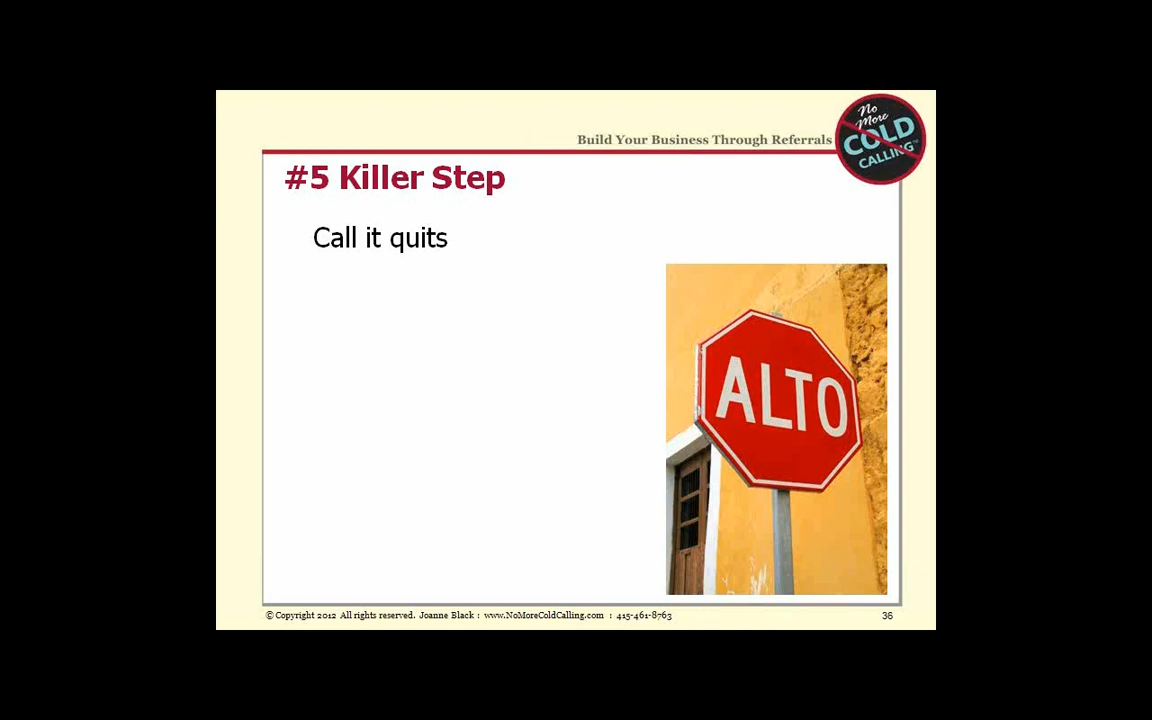 Build Your Business Through Referrals
No
More
COLD
CALLING™
#5 Killer Step
Call it quits
ALTO
© Copyright 2012 All rights reserved. Joanne Black : www.NoMoreColdCalling.com : 415-461-8763
36